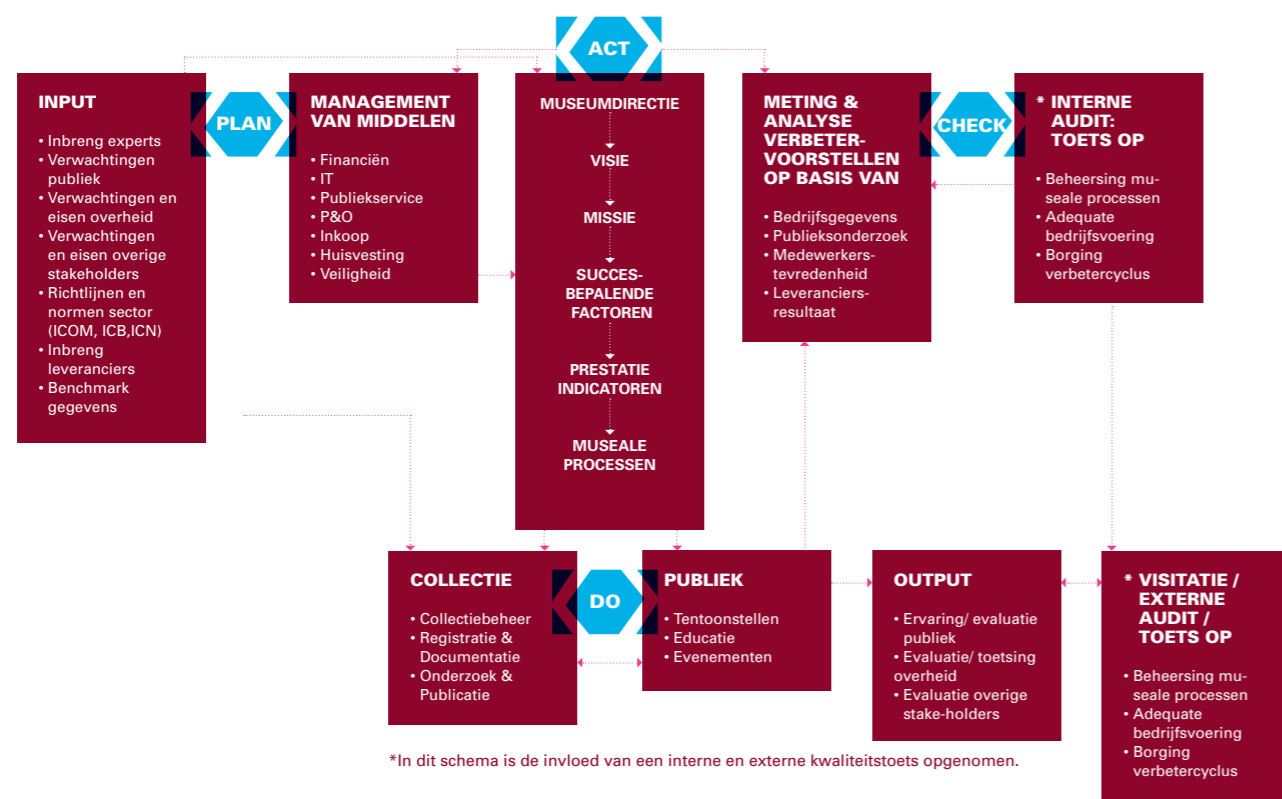 ACT
INPUT
• Inbreng experts
• Verwachtingen
publiek
• Verwachtingen en
eisen overheid
• Verwachtingen
en eisen overige
stakeholders
• Richtlijnen en
normen sector
(ICOM, ICB,ICN)
• Inbreng
leveranciers
• Benchmark
gegevens
PLAN
MANAGEMENT
VAN MIDDELEN
• Financiën
• IT
• Publiekservice
• P&O
• Inkoop
• Huisvesting
• Veiligheid
MUSEUMDIRECTIE
VISIE
MISSIE
SUCCES-
BEPALENDE
FACTOREN
PRESTATIE
INDICATOREN
MUSEALE
PROCESSEN
METING &
ANALYSE
VERBETER-
VOORSTELLEN
OP BASIS VAN
• Bedrijfsgegevens
• Publieksonderzoek
• Medewerkers-
tevredenheid
• Leveranciers-
resultaat
CHECK
* INTERNE
AUDIT:
TOETS OP
• Beheersing mu-
seale processen
• Adequate
bedrijfsvoering
• Borging
verbetercyclus
COLLECTIE
• Collectiebeheer
• Registratie &
Documentatie
• Onderzoek &
Publicatie
DO
PUBLIEK
• Tentoonstellen
• Educatie
• Evenementen
OUTPUT
• Ervaring/ evaluatie
publiek
• Evaluatie/ toetsing
overheid
• Evaluatie overige
stake-holders
* VISITATIE /
EXTERNE
AUDIT /
TOETS OP
• Beheersing mu-
seale processen
• Adequate
bedrijfsvoering
• Borging
verbetercyclus
*In dit schema is de invloed van een interne en externe kwaliteitstoets opgenomen.